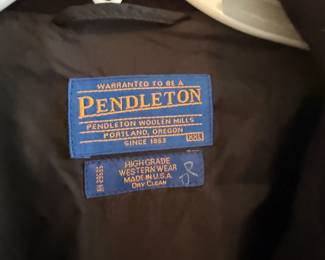 WARRANTED TO BE A
PENDLETON
PENDLETON WOOLEN MILLS
PORTLAND, OREGON
SINCE 1863
WOOL
HIGH GRADE
WESTERN WEAR
MADE IN U.S.A.
DRY CLEAN